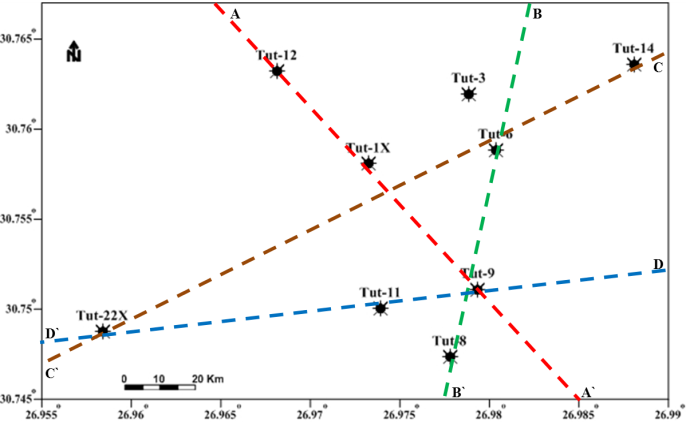 A
B
30.765°
Tut-12
Tut-14
C
N
Tut-3
30.76°
Tut-6
Tut-1X
30.755°
D
Tut-9
Tut-11
30.75°
Tut-22X
D`
Tut-8
C`
0 10 20 Km
B`
A`
30.745°
26.955° 26.96° 26.965° 26.97° 26.975° 26.98° 26.985° 26.99°